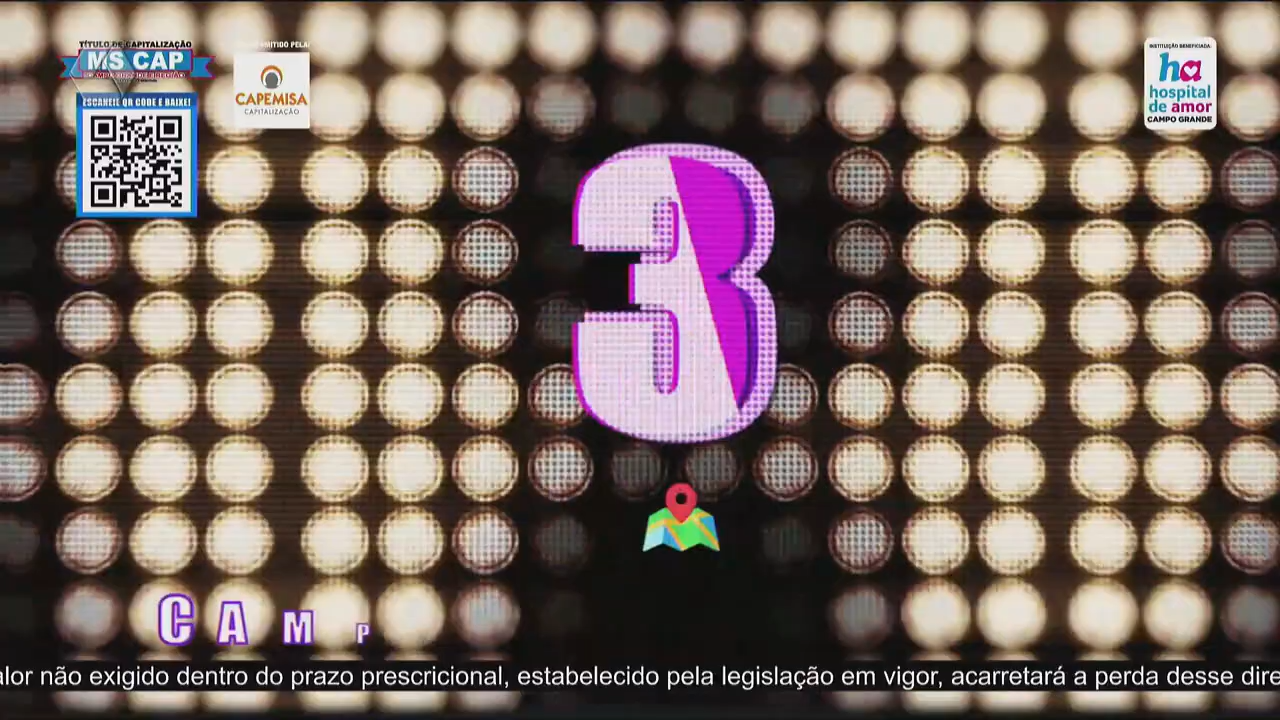 TÍTULO DE CAPITALIZAÇÃO
MS CAP
ESCANEIE QR CODE E BAIXE!
CAPEMISA
CAPITALIZAÇÃO
INSTITUIÇÃO BENEFICIADA:
ha
hospital
de amor
CAMPO GRANDE
3
CAMP
alor não exigido dentro do prazo prescricional, estabelecido pela legislação em vigor, acarretará a perda desse dire